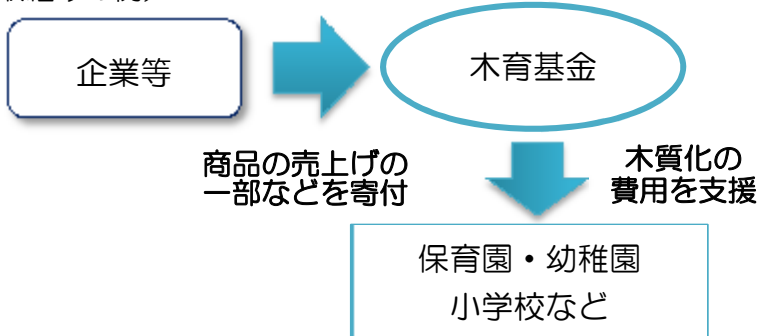 企業等
木育基金
商品の売上げの
一部などを寄付
木質化の
費用を支援
保育園・幼稚園
小学校など